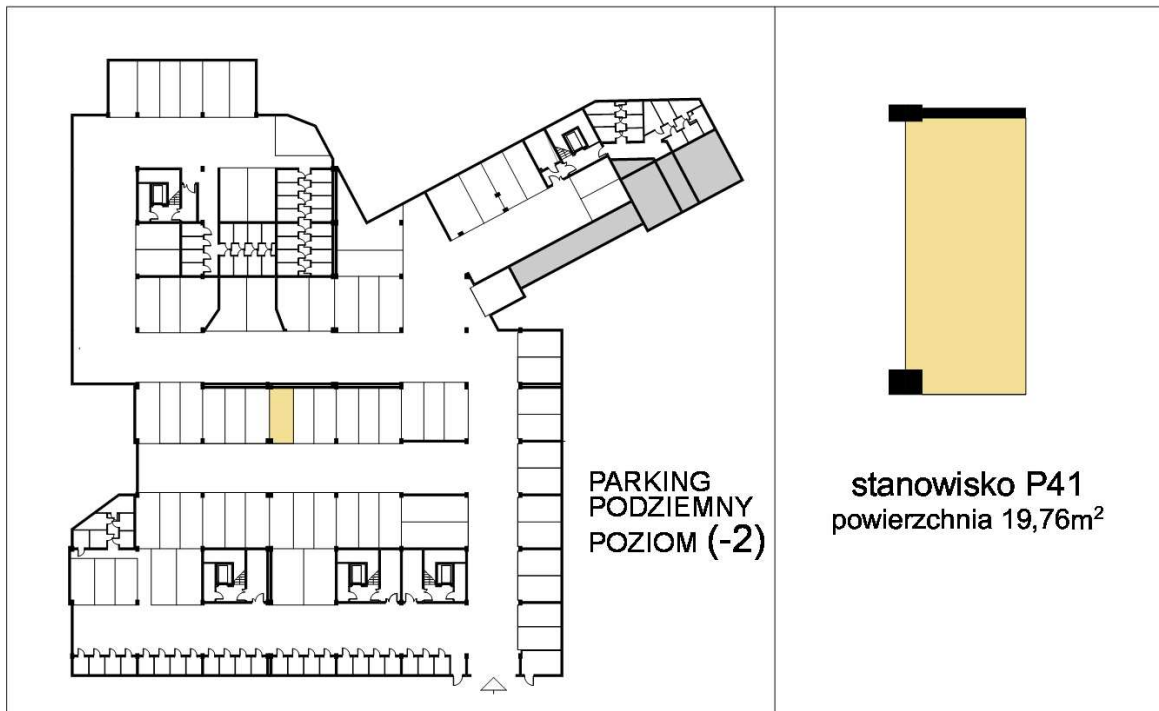 PARKING
PODZIEMNY
POZIOM (-2)
stanowisko P41
powierzchnia 19,76m²